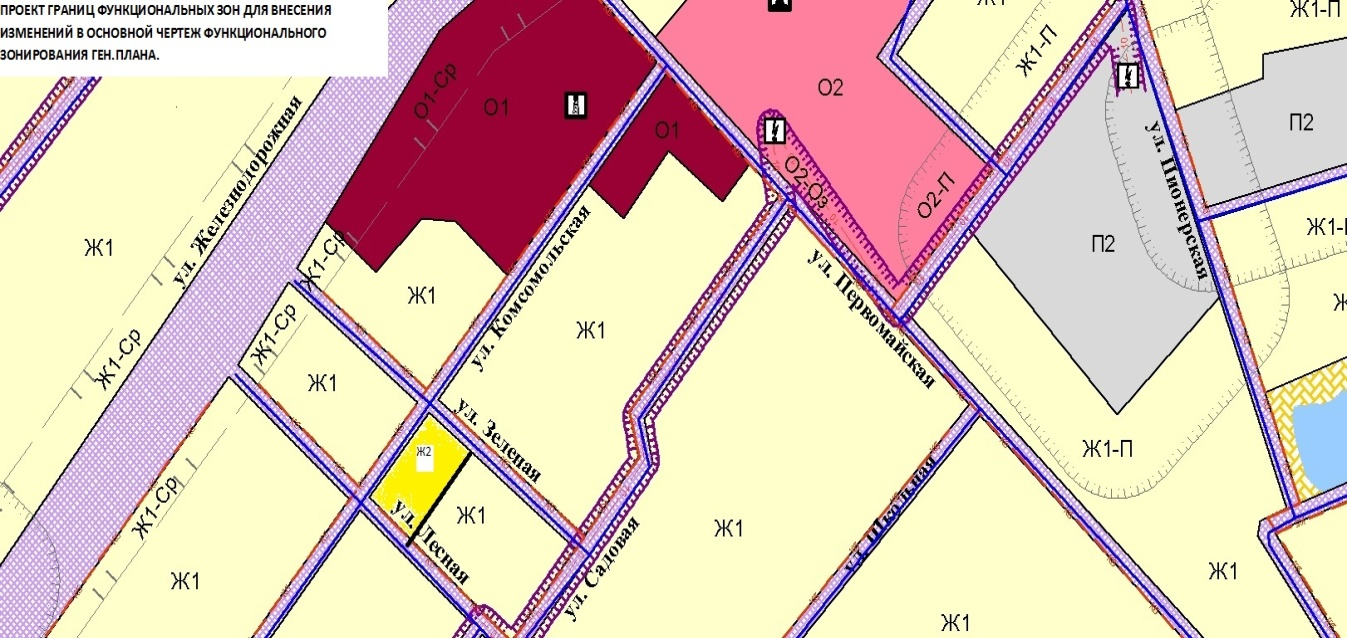 ПРОЕКТ ГРАНИЦ ФУНКЦИОНАЛЬНЫХ ЗОН ДЛЯ ВНЕСЕНИЯ
ИЗМЕНЕНИЙ В ОСНОВНОЙ ЧЕРТЕЖ ФУНКЦИОНАЛЬНОГО
ЗОНИРОВАНИЯ ГЕН.ПЛАНА.
Ж1
Ж1-П
Ж1-П
О1-Ср
О1
О1
О2
О2-ОЗ
О2-П
П2
П2
ул. Железнодорожная
ул. Пионерская
Ж1
Ж1-Ср
Ж1
ул. Комсомольская
Ж1
ул. Первомайская
Ж1-Ср
Ж1-Ср
Ж1
ул. Зеленая
Ж2
Ж1
ул. Лесная
Ж1-Ср
Ж1
ул. Садовая
Ж1
ул. Школьная
Ж1-П
Ж1
Ж1